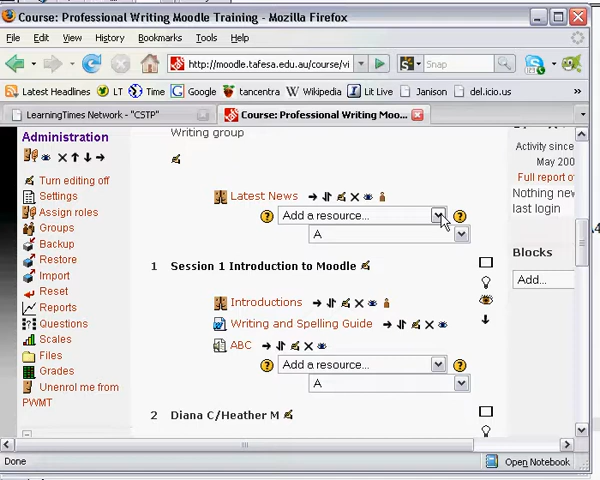 Course: Professional Writing Moodle Training - Mozilla Firefox
File Edit View History Bookmarks Tools Help
http://moodle.tafesa.edu.au/course/vi
Snap
Latest Headlines LT Time Google tancentra W Wikipedia Lit Live Janison del.icio.us
LearningTimes Network - "CSTP" Course: Professional Writing Moo...
Administration
Turn editing off
Settings
Assign roles
Groups
Backup
Restore
Import
Reset
Reports
Questions
Scales
Files
Grades
Unenrol me from
PWMT
Writing group
Latest News
Add a resource...
A
1 Session 1 Introduction to Moodle
Introductions
Writing and Spelling Guide
ABC
Add a resource...
A
2 Diana C/Heather M
Activity since
May 200
Full report of
Nothing new
last login
Blocks
Add...
Done
Open Notebook